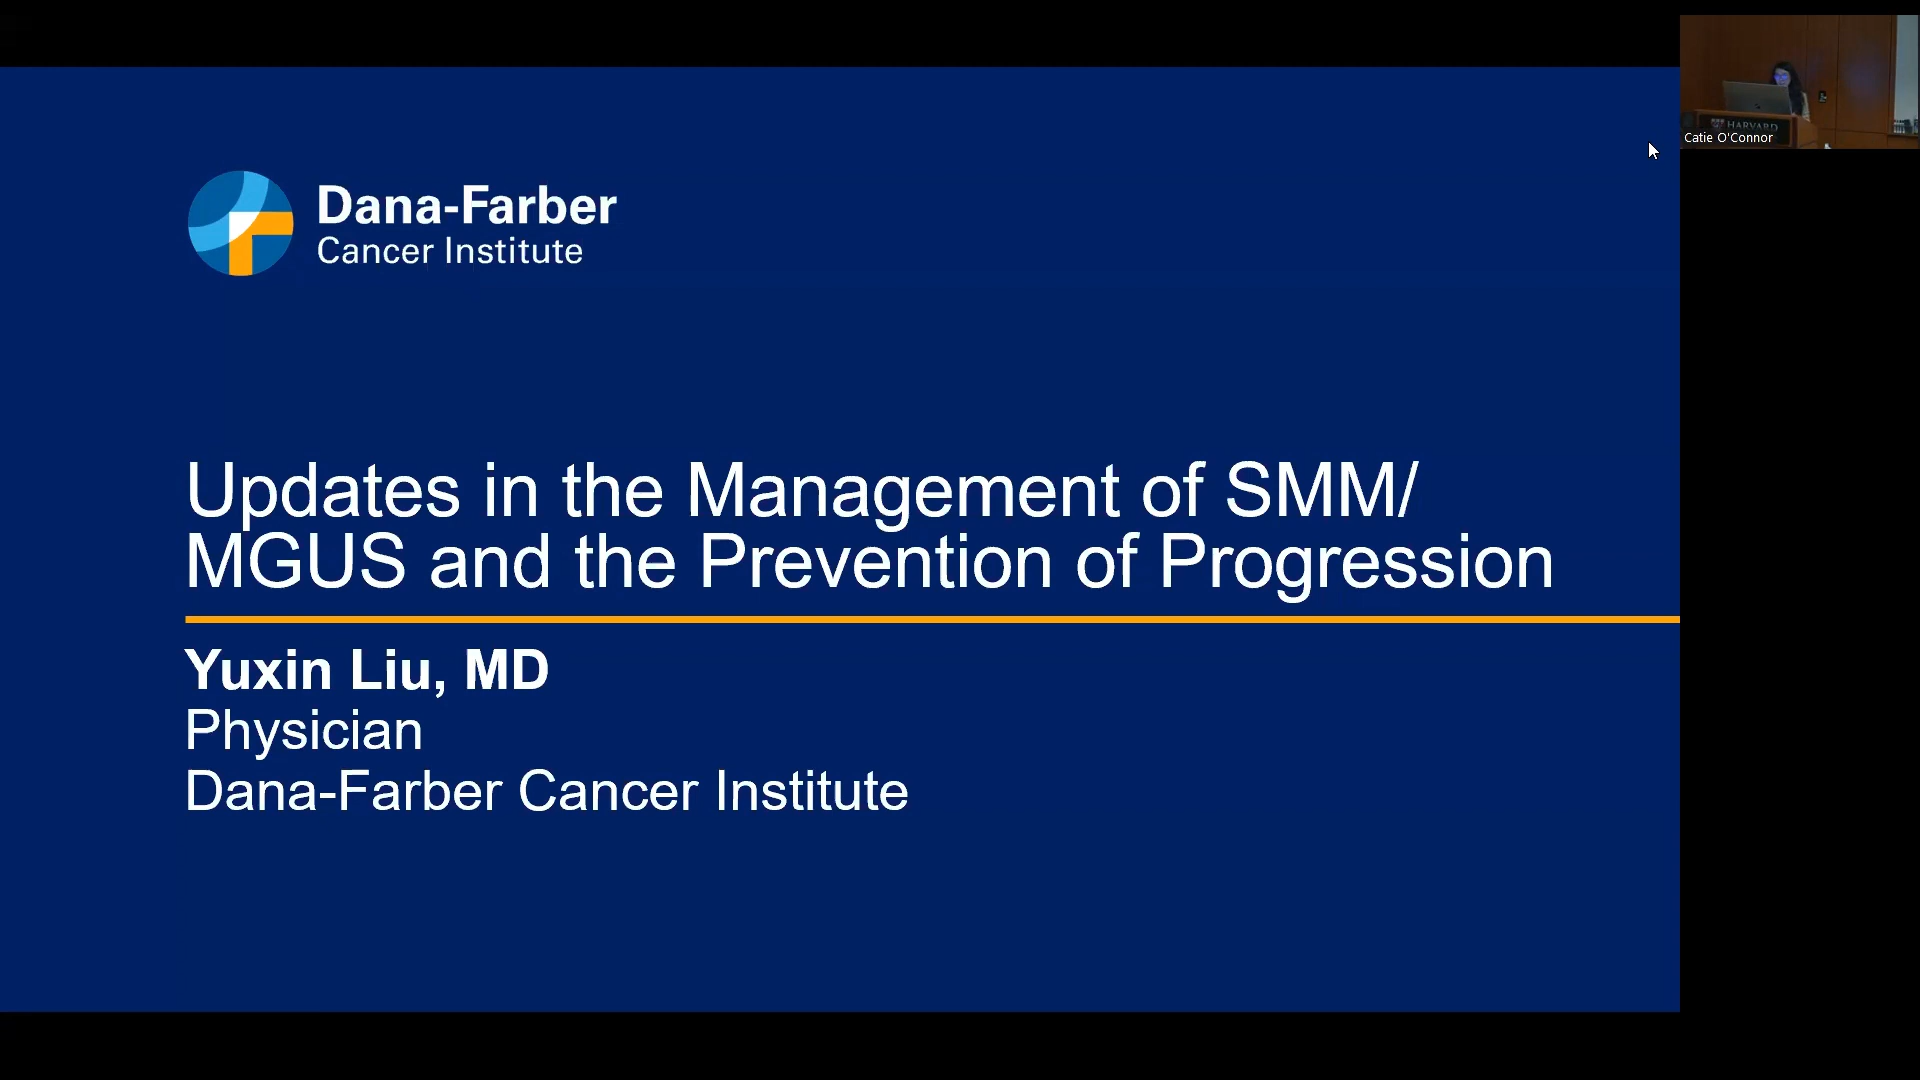 Dana-Farber
Cancer Institute
Updates in the Management of SMM/
MGUS and the Prevention of Progression
Yuxin Liu, MD
Physician
Dana-Farber Cancer Institute
HARVARD
Catie O'Connor